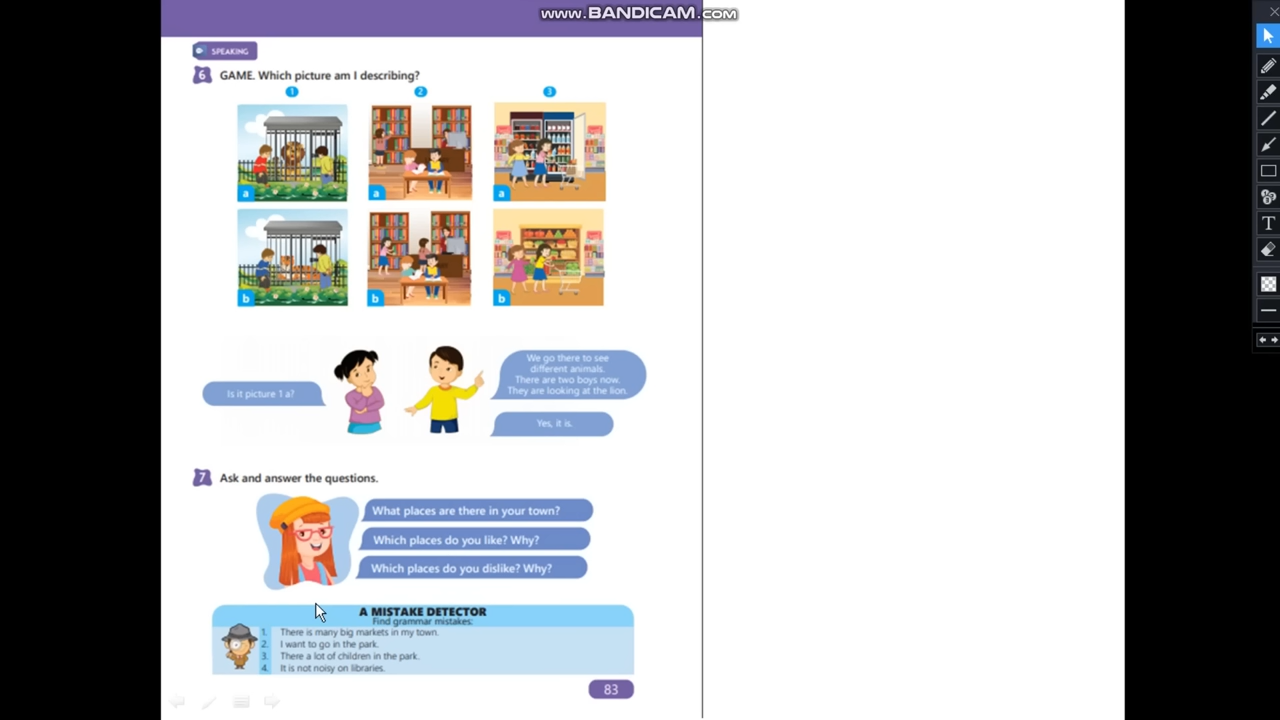 www.BANDICAM.com
SPEAKING
6 GAME. Which picture am I describing?
1 2 3
a a a
b b b
We go there to see
different animals.
There are two boys now.
They are looking at the lion.
Is it picture 1 a?
Yes, it is.
7 Ask and answer the questions.
What places are there in your town?
Which places do you like? Why?
Which places do you dislike? Why?
A MISTAKE DETECTOR
Find grammar mistakes:
1. There is many big markets in my town.
2. I want to go in the park.
3. There a lot of children in the park.
4. It is not noisy on libraries.
83